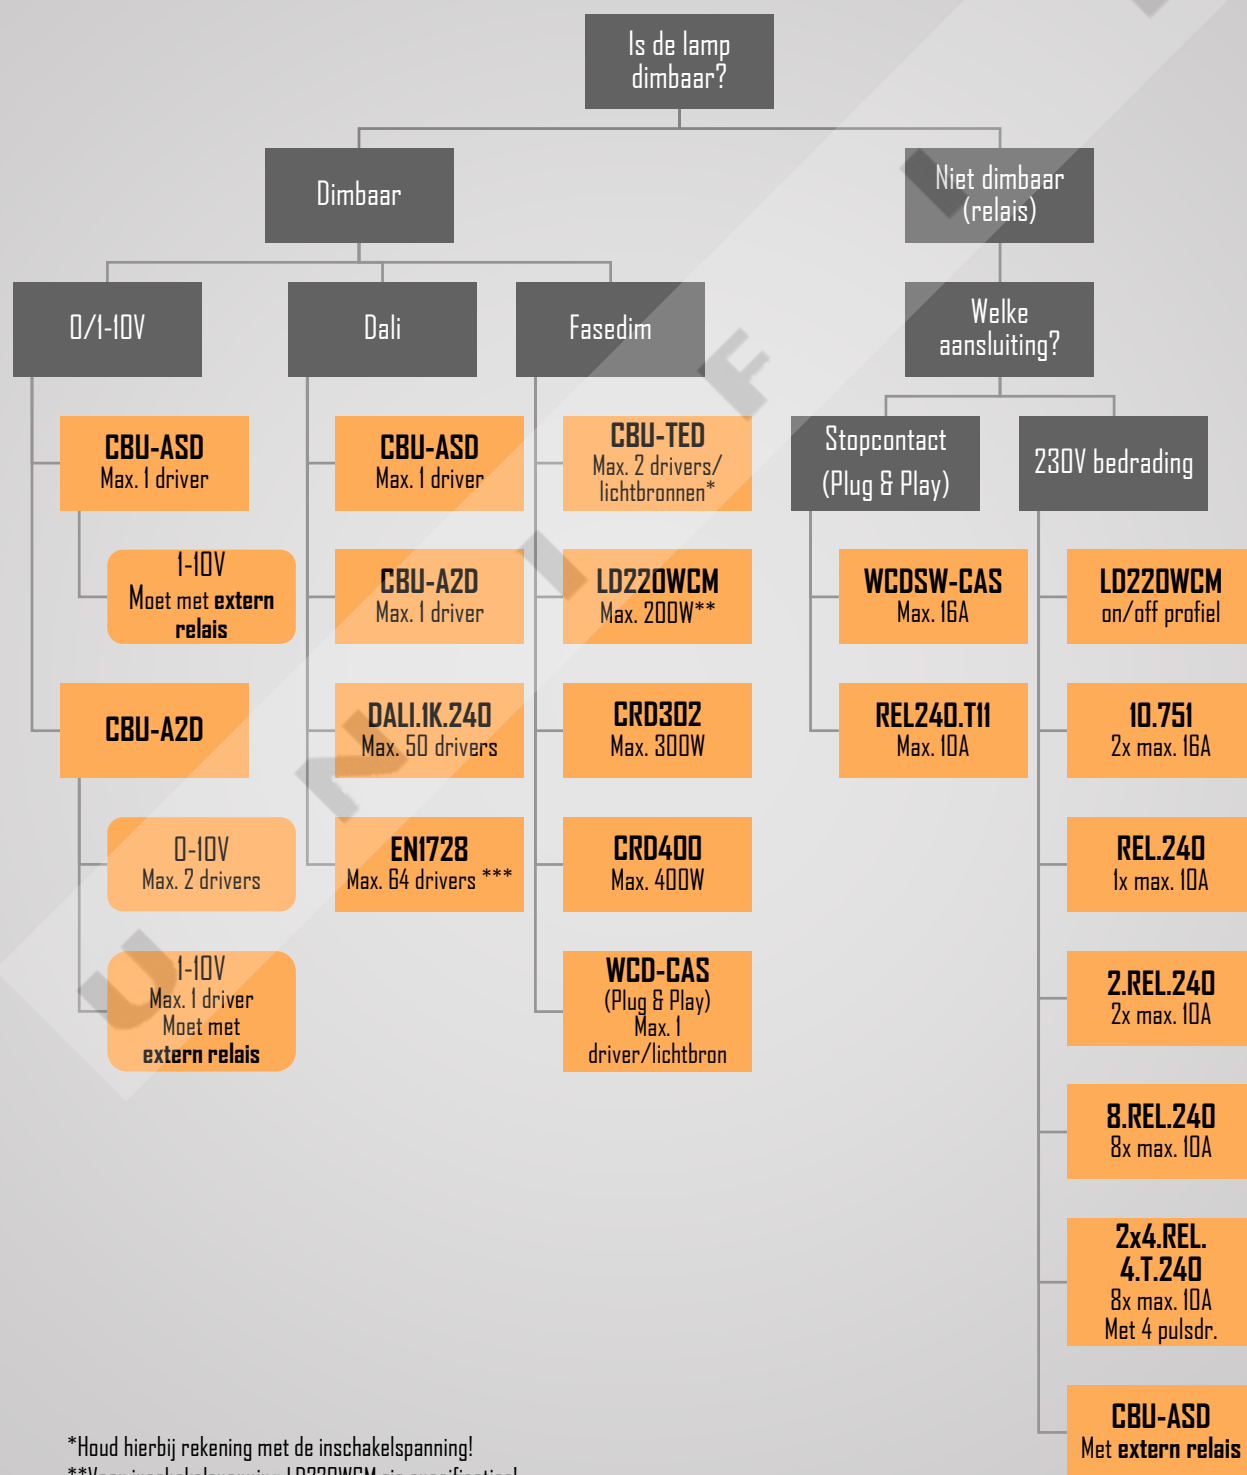 Is de lamp
dimbaar?
Dimbaar
Niet dimbaar
(relais)
0/1-10V
Dali
Fasedim
Welke
aansluiting?
CBU-ASD
Max. 1 driver
1-10V
Moet met extern
relais
CBU-A2D
0-10V
Max. 2 drivers
1-10V
Max. 1 driver
Moet met
extern relais
CBU-ASD
Max. 1 driver
CBU-A2D
Max. 1 driver
DALI.1K.240
Max. 50 drivers
EN1728
Max. 64 drivers ***
CBU-TED
Max. 2 drivers/
lichtbronnen*
LD220WCM
Max. 200W**
CRD302
Max. 300W
CRD400
Max. 400W
WCD-CAS
(Plug & Play)
Max. 1
driver/lichtbron
Stopcontact
(Plug & Play)
WCDSW-CAS
Max. 16A
REL240.T11
Max. 10A
230V bedrading
LD220WCM
on/off profiel
10.751
2x max. 16A
REL.240
1x max. 10A
2.REL.240
2x max. 10A
8.REL.240
8x max. 10A
2x4.REL.
4.T.240
8x max. 10A
Met 4 pulsdr.
CBU-ASD
Met extern relais
*Houd hierbij rekening met de inschakelspanning!
UNIF